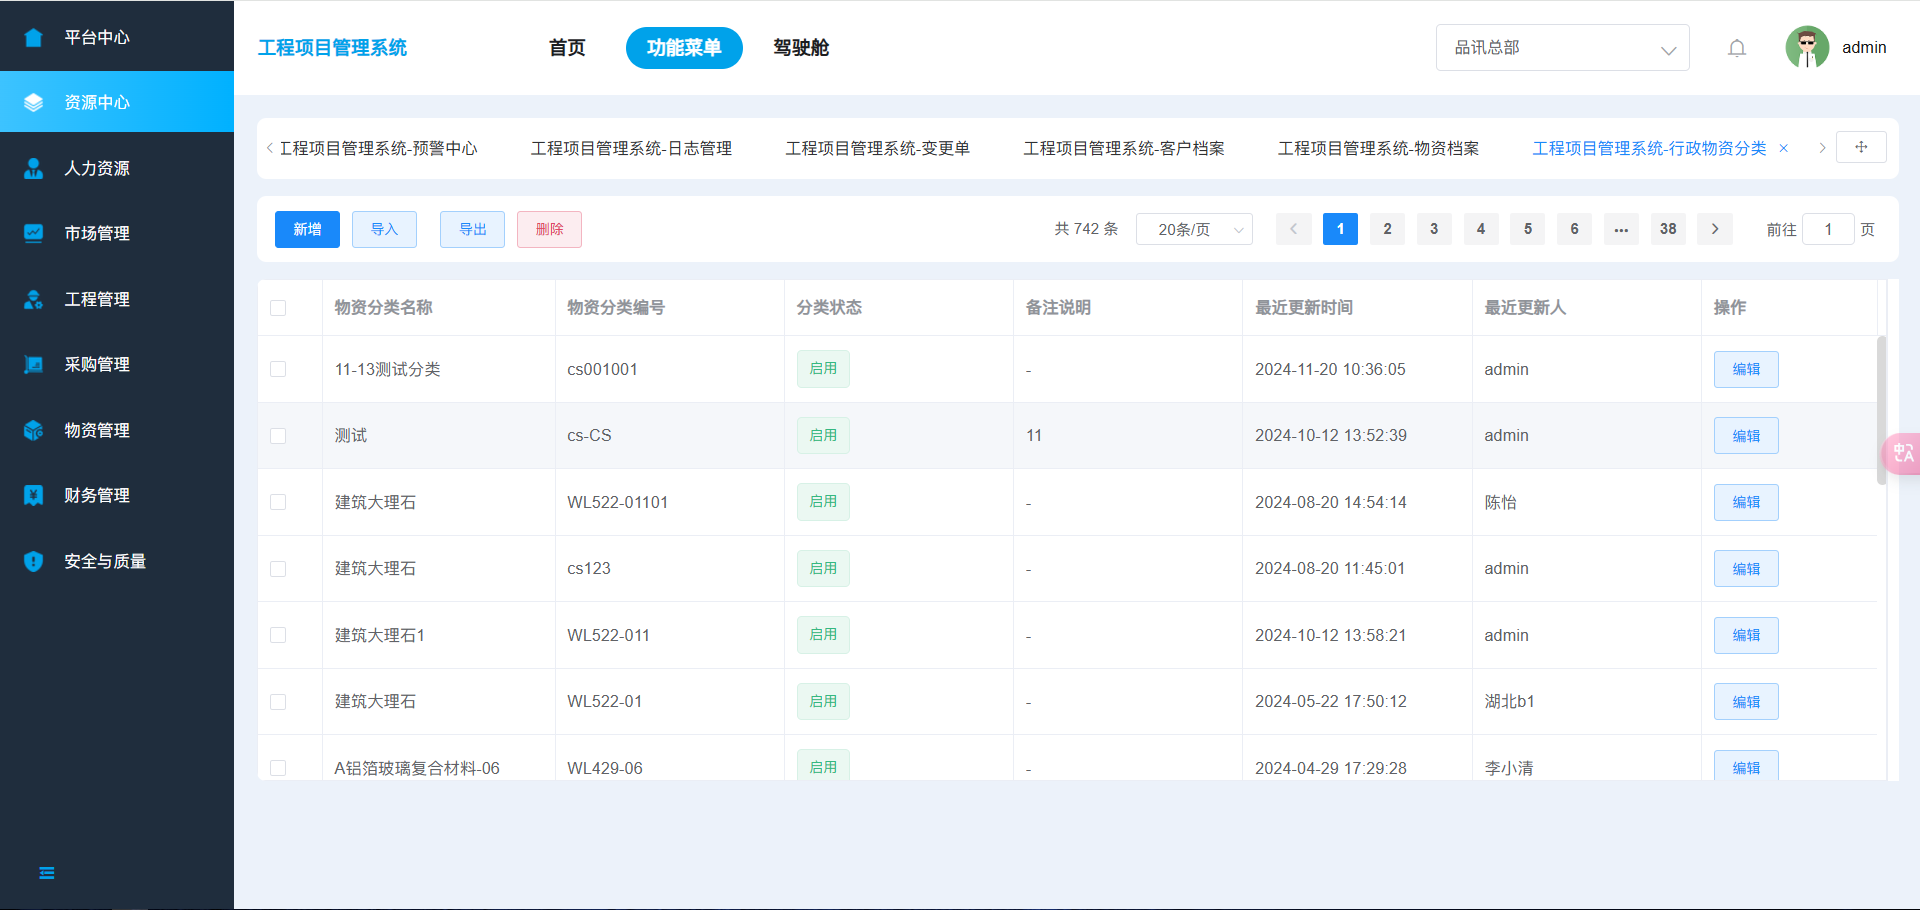 平台中心
资源中心
人力资源
市场管理
工程管理
采购管理
物资管理
财务管理
安全与质量
工程项目管理系统 首页 功能菜单 驾驶舱 品讯总部 admin
工程项目管理系统-预警中心 工程项目管理系统-日志管理 工程项目管理系统-变更单 工程项目管理系统-客户档案 工程项目管理系统-物资档案 工程项目管理系统-行政物资分类
新增 导入 导出 删除 共 742 条 20条/页 1 2 3 4 5 6 ... 38 前往 1 页
物资分类名称 物资分类编号 分类状态 备注说明 最近更新时间 最近更新人 操作
11-13测试分类 cs001001 启用 - 2024-11-20 10:36:05 admin 编辑
测试 cs-CS 启用 11 2024-10-12 13:52:39 admin 编辑
建筑大理石 WL522-01101 启用 - 2024-08-20 14:54:14 陈怡 编辑
建筑大理石 cs123 启用 - 2024-08-20 11:45:01 admin 编辑
建筑大理石1 WL522-011 启用 - 2024-10-12 13:58:21 admin 编辑
建筑大理石 WL522-01 启用 - 2024-05-22 17:50:12 湖北b1 编辑
A铝箔玻璃复合材料-06 WL429-06 启用 - 2024-04-29 17:29:28 李小清 编辑